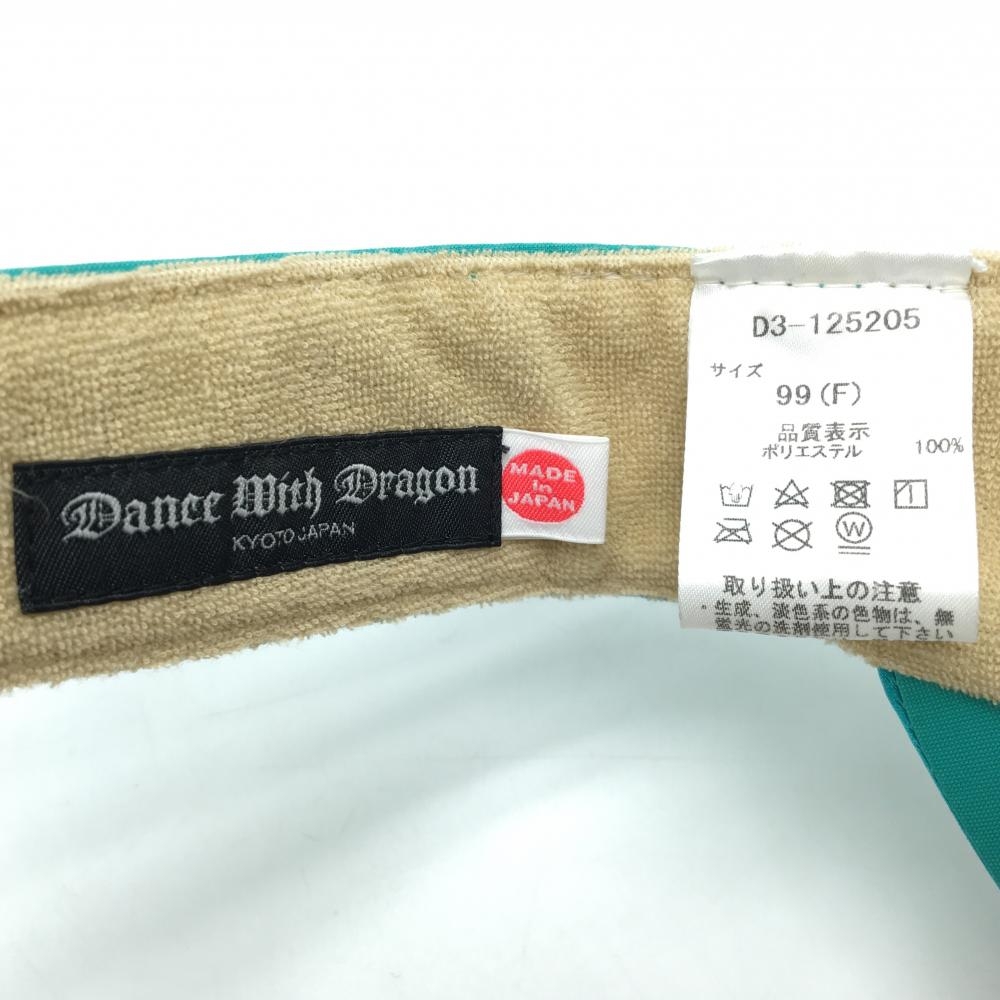 Dance With Dragon
KYOTO JAPAN
MADE
in
JAPAN
D3-125205
サイズ
99(F)
品質表示
ポリエステル 100%
W
取り扱い上の注意
・生成、淡色系の色物は、無
蛍光の洗剤使用して下さい